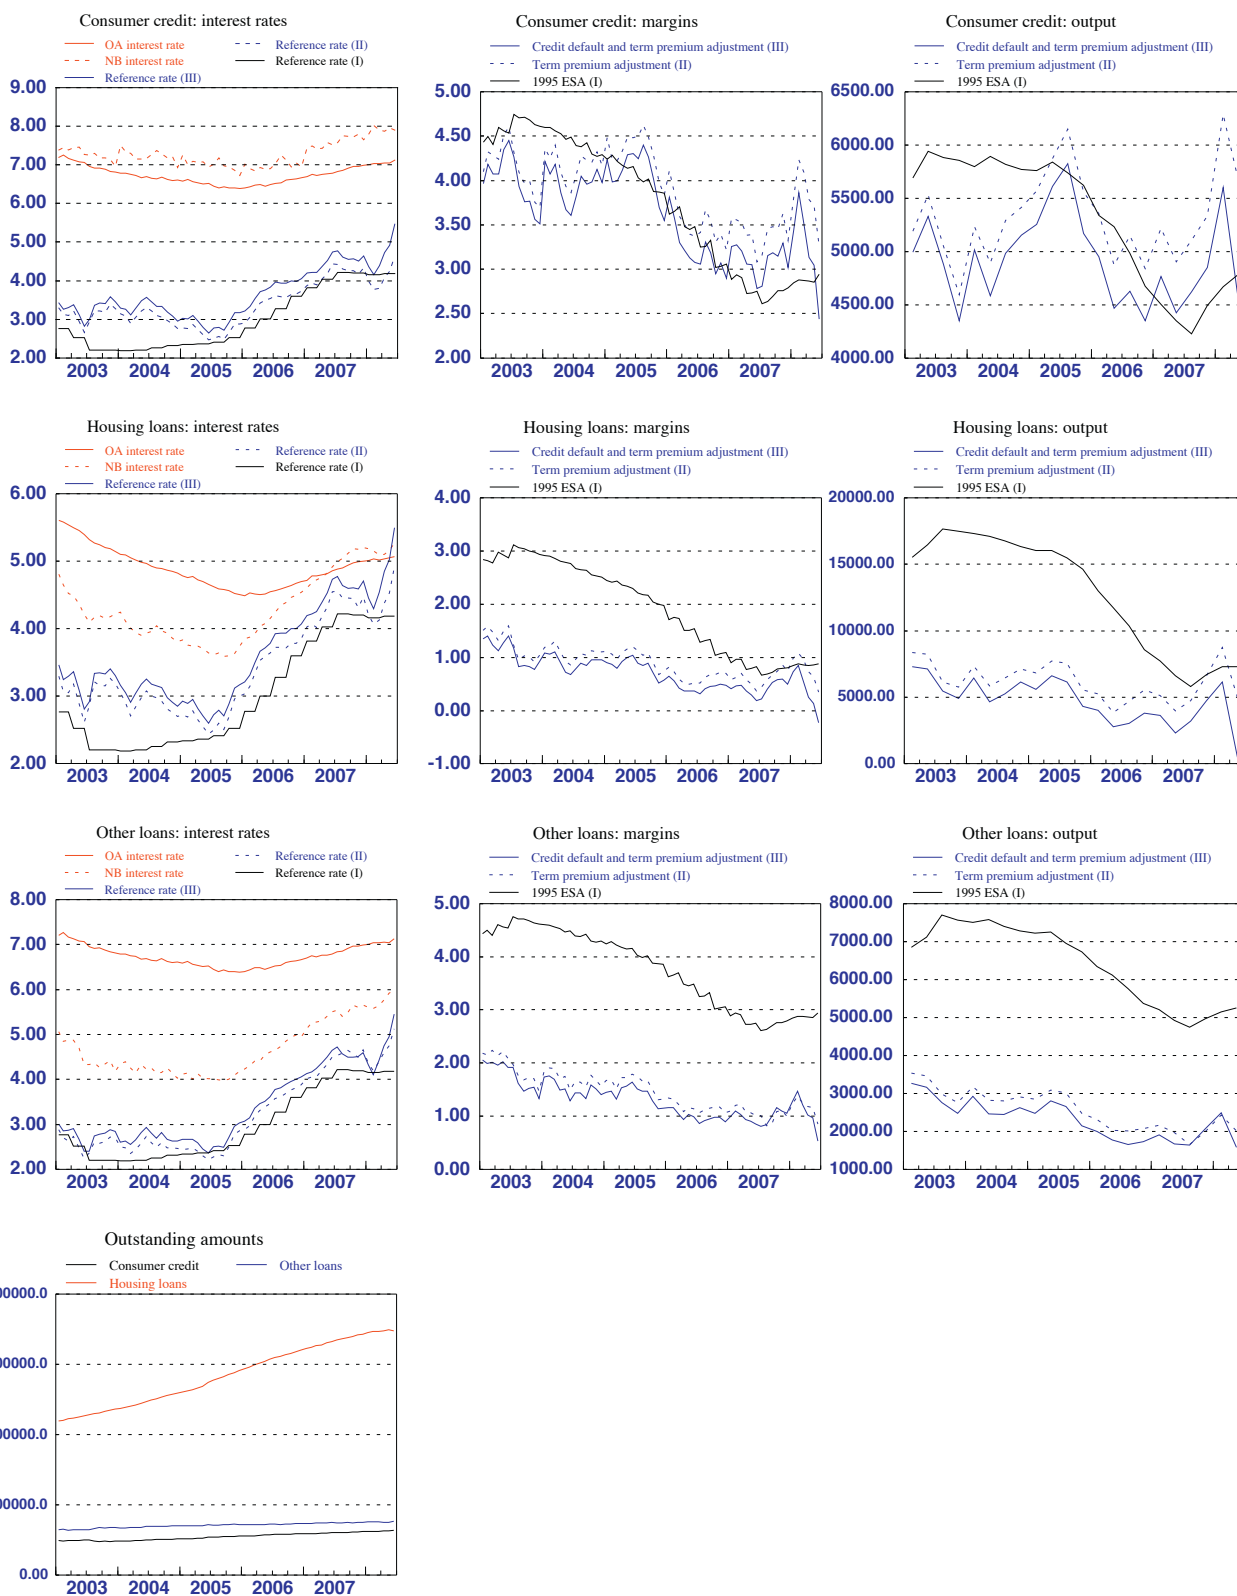 Consumer credit: interest rates
OA interest rate
Reference rate (II)
NB interest rate
Reference rate (I)
Reference rate (III)
9.00
8.00
7.00
6.00
5.00
4.00
3.00
2.00
2003 2004 2005 2006 2007
Consumer credit: margins
Credit default and term premium adjustment (III)
Term premium adjustment (II)
1995 ESA (I)
5.00
4.50
4.00
3.50
3.00
2.50
2.00
2003 2004 2005 2006 2007
Consumer credit: output
Credit default and term premium adjustment (III)
Term premium adjustment (II)
1995 ESA (I)
6500.00
6000.00
5500.00
5000.00
4500.00
4000.00
2003 2004 2005 2006 2007
Housing loans: interest rates
OA interest rate
Reference rate (II)
NB interest rate
Reference rate (I)
Reference rate (III)
6.00
5.00
4.00
3.00
2.00
2003 2004 2005 2006 2007
Housing loans: margins
Credit default and term premium adjustment (III)
Term premium adjustment (II)
1995 ESA (I)
4.00
3.00
2.00
1.00
0.00
-1.00
2003 2004 2005 2006 2007
Housing loans: output
Credit default and term premium adjustment (III)
Term premium adjustment (II)
1995 ESA (I)
20000.00
15000.00
10000.00
5000.00
0.00
2003 2004 2005 2006 2007
Other loans: interest rates
OA interest rate
Reference rate (II)
NB interest rate
Reference rate (I)
Reference rate (III)
8.00
7.00
6.00
5.00
4.00
3.00
2.00
2003 2004 2005 2006 2007
Other loans: margins
Credit default and term premium adjustment (III)
Term premium adjustment (II)
1995 ESA (I)
5.00
4.00
3.00
2.00
1.00
0.00
2003 2004 2005 2006 2007
Other loans: output
Credit default and term premium adjustment (III)
Term premium adjustment (II)
1995 ESA (I)
8000.00
7000.00
6000.00
5000.00
4000.00
3000.00
2000.00
1000.00
2003 2004 2005 2006 2007
Outstanding amounts
Consumer credit
Other loans
Housing loans
0.00
2003 2004 2005 2006 2007